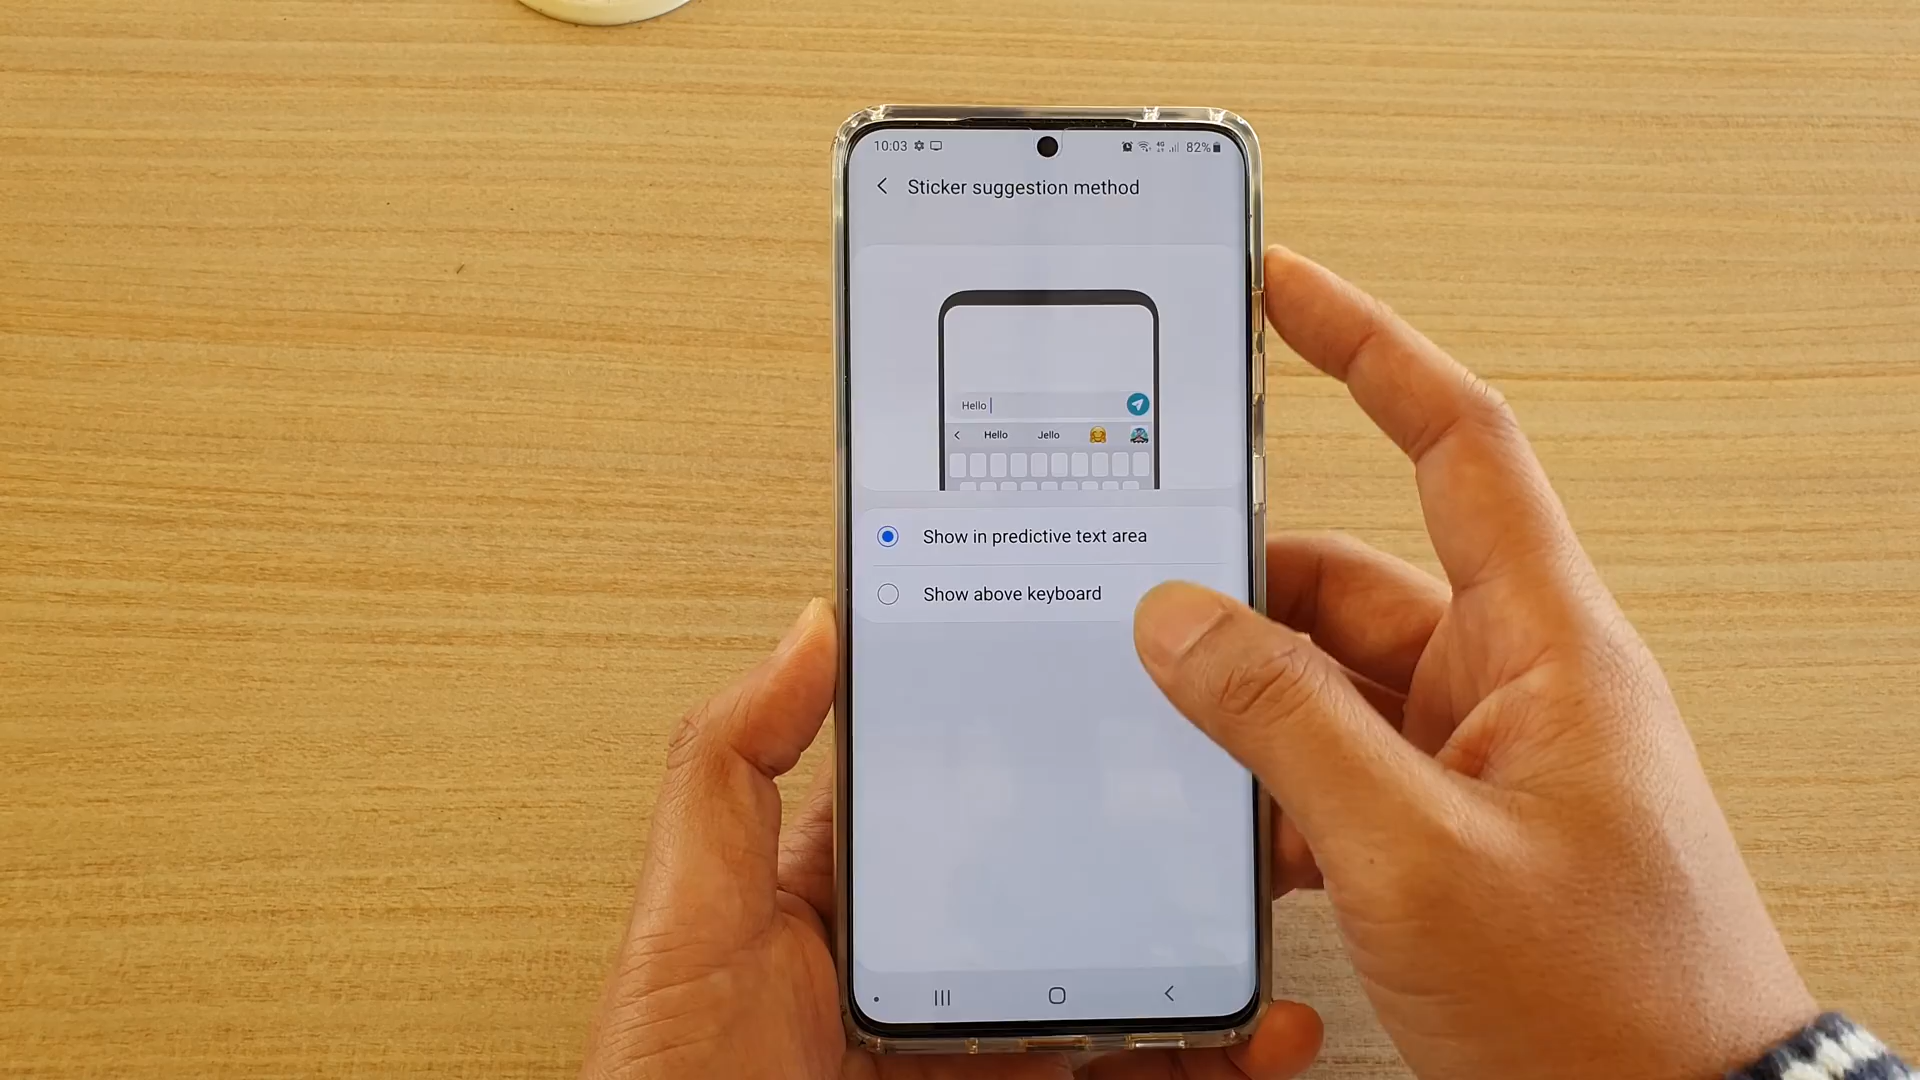 10:03 82%
Sticker suggestion method
Hello
Hello Jello
Show in predictive text area
Show above keyboard